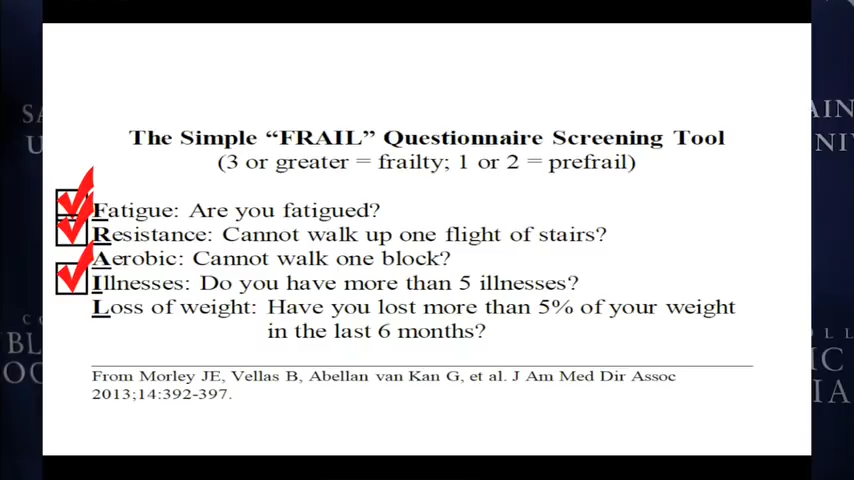 The Simple “FRAIL” Questionnaire Screening Tool
(3 or greater = frailty; 1 or 2 = prefrail)
Fatigue: Are you fatigued?
Resistance: Cannot walk up one flight of stairs?
Aerobic: Cannot walk one block?
Illnesses: Do you have more than 5 illnesses?
Loss of weight: Have you lost more than 5% of your weight
in the last 6 months?
From Morley JE, Vellas B, Abellan van Kan G, et al. J Am Med Dir Assoc
2013;14:392-397.